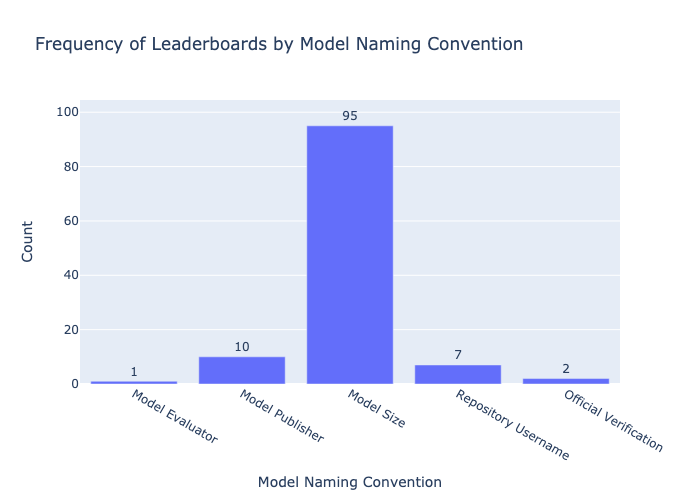 Frequency of Leaderboards by Model Naming Convention
Count
100
80
60
40
20
0
1
10
95
7
2
Model Evaluator
Model Publisher
Model Size
Repository Username
Official Verification
Model Naming Convention